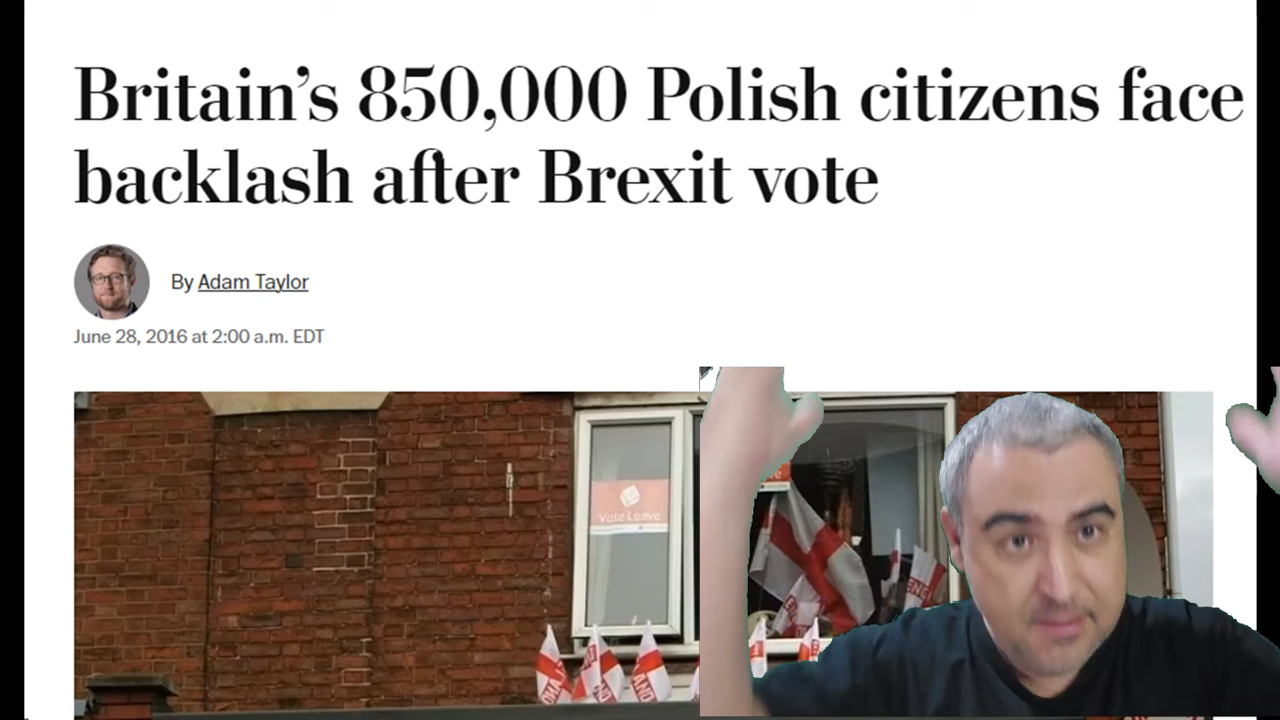 Britain’s 850,000 Polish citizens face
backlash after Brexit vote
By Adam Taylor
June 28, 2016 at 2:00 a.m. EDT
Vote Leave